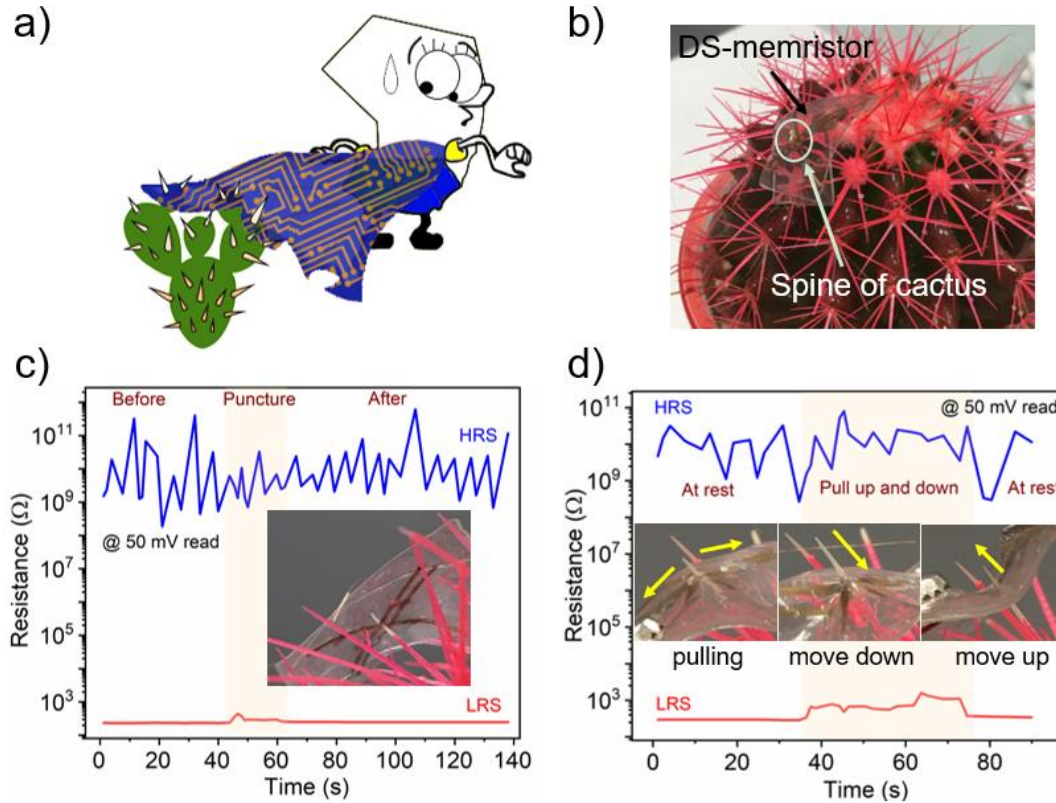 a)
b)
DS-memristor
Spine of cactus
c)
Before
Puncture
After
HRS
@ 50 mV read
LRS
Resistance (Ω)
10¹¹
10⁹
10⁷
10⁵
10³
0 20 40 60 80 100 120 140
Time (s)
d)
HRS
@ 50 mV read
At rest
Pull up and down
At rest
pulling
move down
move up
LRS
Resistance (Ω)
10¹¹
10⁹
10⁷
10⁵
10³
0 20 40 60 80
Time (s)